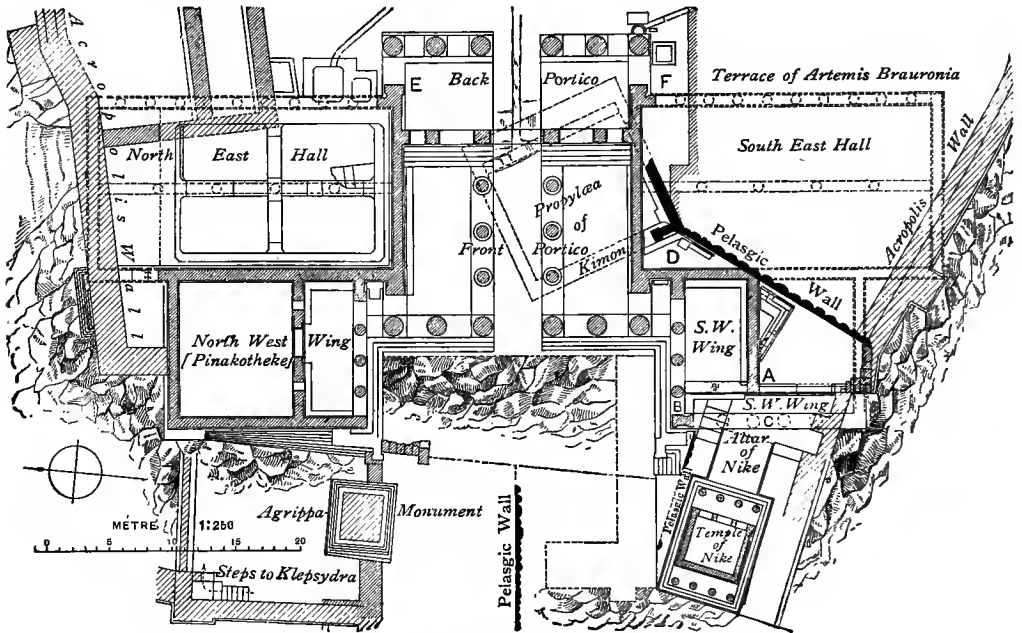 Acropolis Wall
E
Back Portico
F
Terrace of Artemis Brauronia
North East Hall
South East Hall
Acropolis Wall
Propylæa
of
Kimon
Front Portico
D
Pelasgic Wall
North West Wing
[Pinakotheke]
S.W.
Wing
A
B
S.W. Wing
C
Altar
of
Nike
Pelasgic Wall
Temple
of
Nike
Agrippa Monument
Pelasgic Wall
MÉTRE 1:250
0 5 10 15 20
Steps to Klepsydra